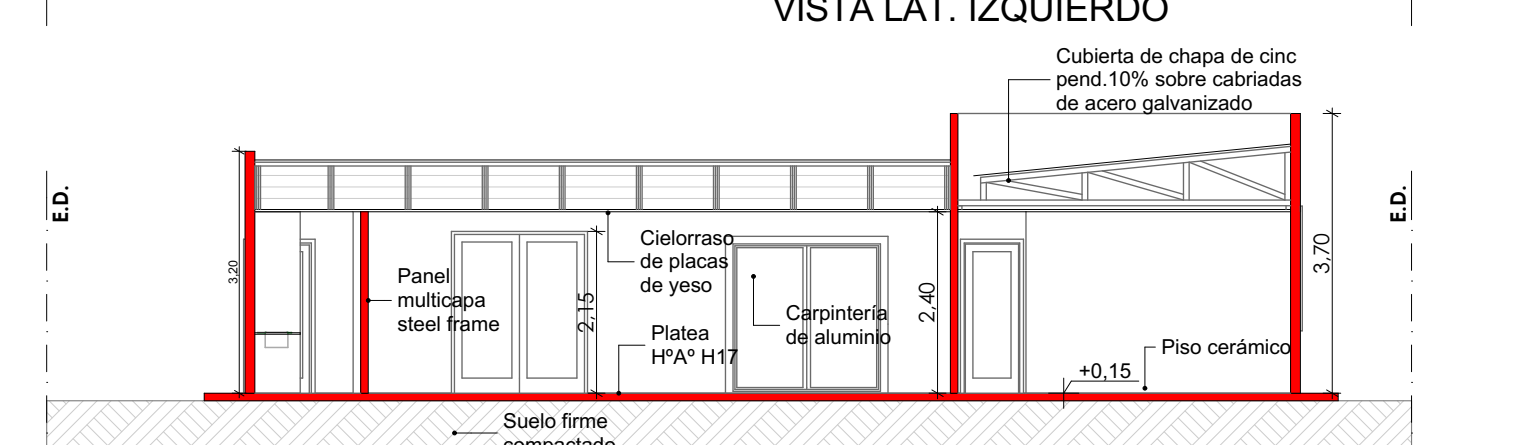 VISTA LAT. IZQUIERDO
Cubierta de chapa de cinc
pend.10% sobre cabriadas
de acero galvanizado
E.D.
E.D.
3,20
Panel
multicapa
steel frame
2,15
Cielorraso
de placas
de yeso
Platea
HºAº H17
Carpintería
de aluminio
2,40
3,70
Piso cerámico
+0,15
Suelo firme
compactado